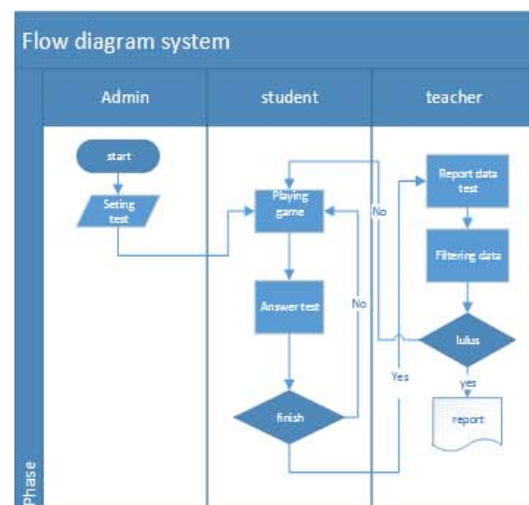 Flow diagram system
Admin
student
teacher
start
Seting
test
Playing
game
Answer test
finish
No
Report data
test
Filtering data
No
lulus
Yes
yes
report
Phase